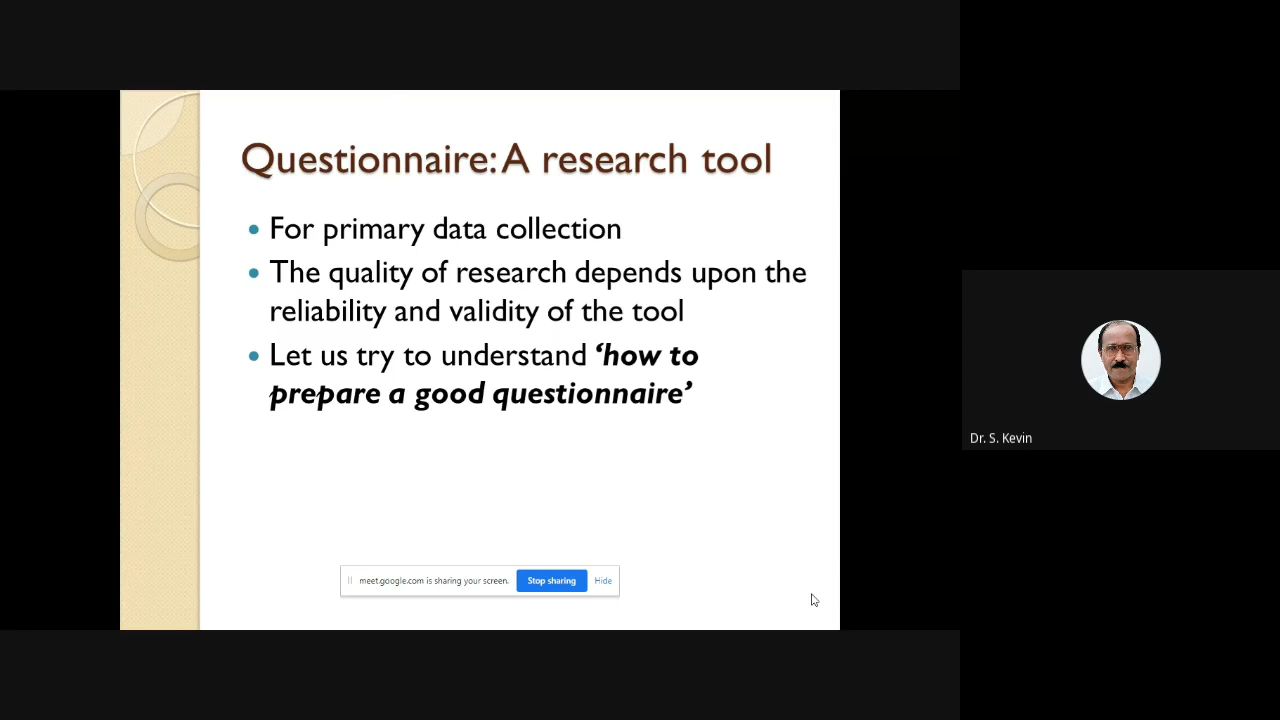 Questionnaire: A research tool
• For primary data collection
• The quality of research depends upon the
reliability and validity of the tool
• Let us try to understand ‘how to
prepare a good questionnaire’
meet.google.com is sharing your screen. Stop sharing Hide
Dr. S. Kevin